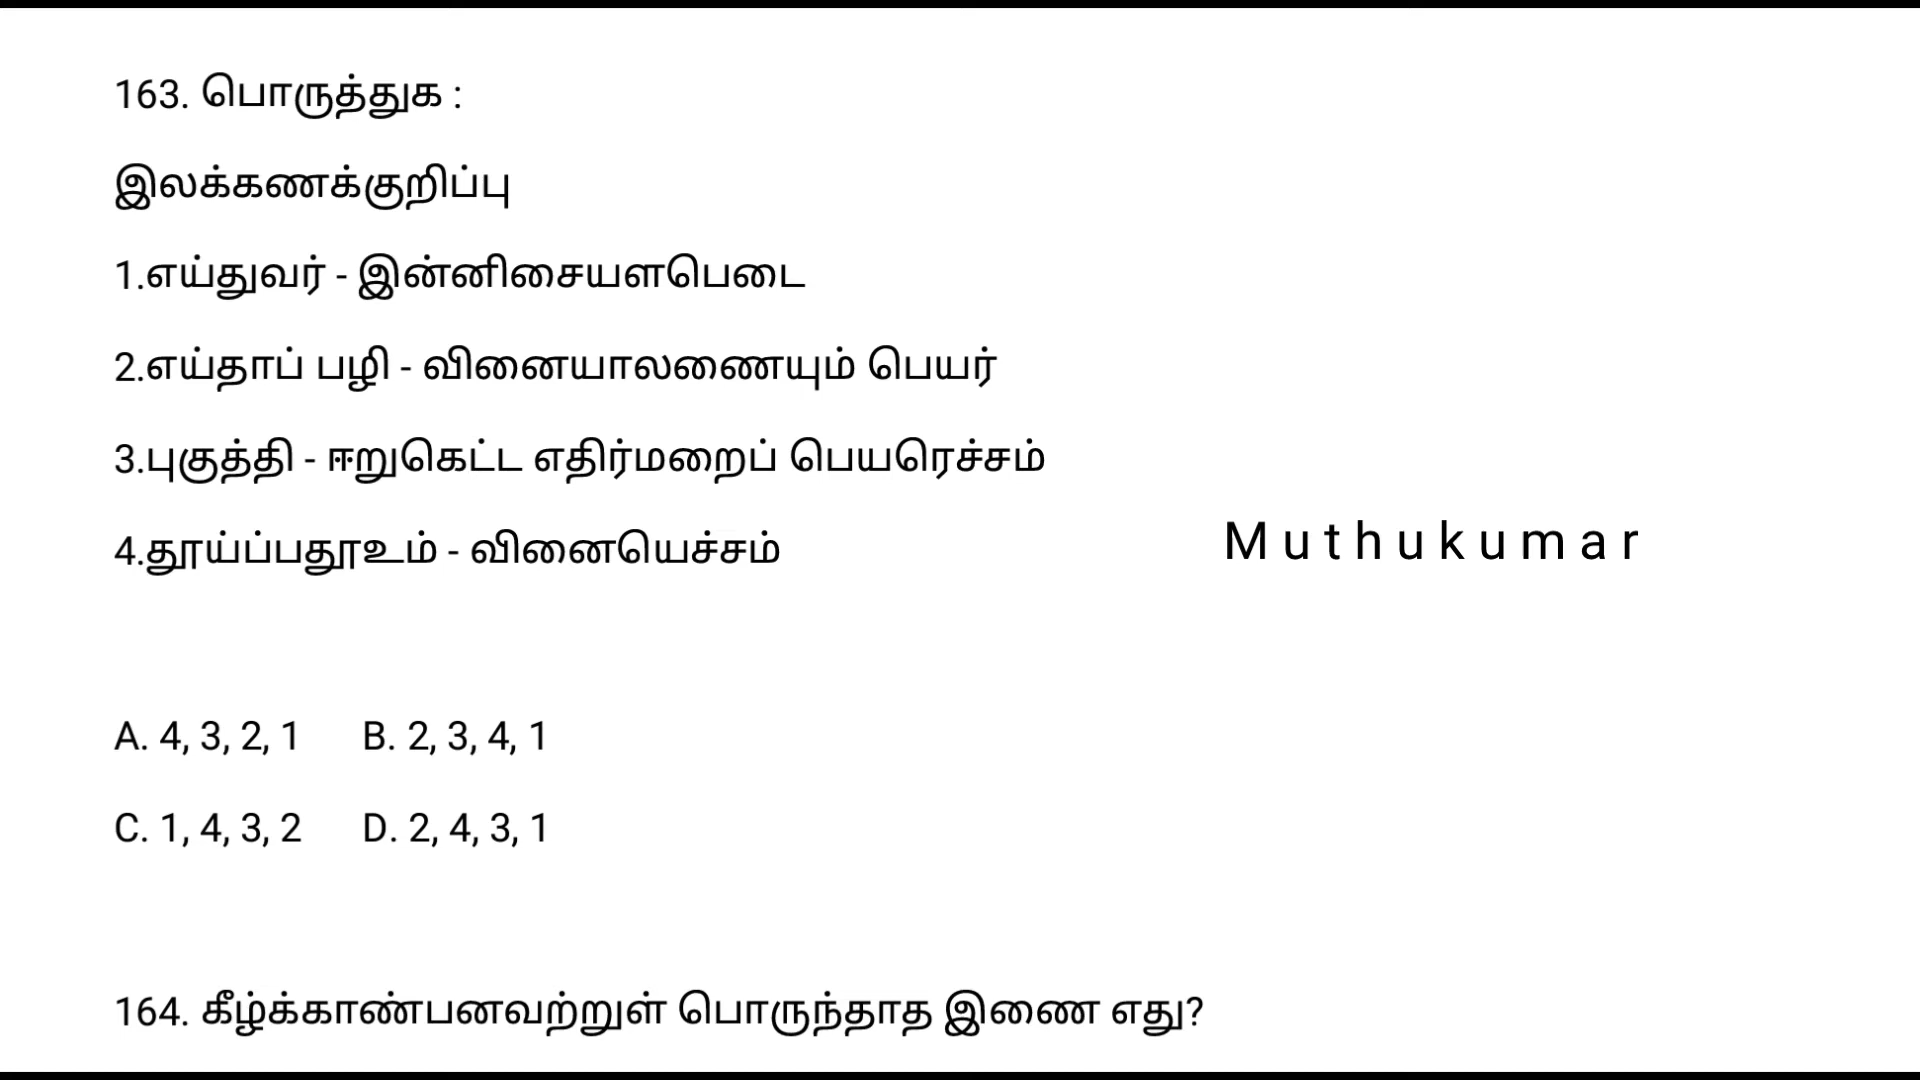 163. பொருத்துக :
இலக்கணக்குறிப்பு
1.எய்துவர் - இன்னிசையளபெடை
2.எய்தாப் பழி - வினையாலணையும் பெயர்
3.புகுத்தி - ஈறுகெட்ட எதிர்மறைப் பெயரெச்சம்
4.தூய்ப்பதூஉம் - வினையெச்சம்
Muthukumar
A. 4, 3, 2, 1 B. 2, 3, 4, 1
C. 1, 4, 3, 2 D. 2, 4, 3, 1
164. கீழ்க்காண்பனவற்றுள் பொருந்தாத இணை எது?